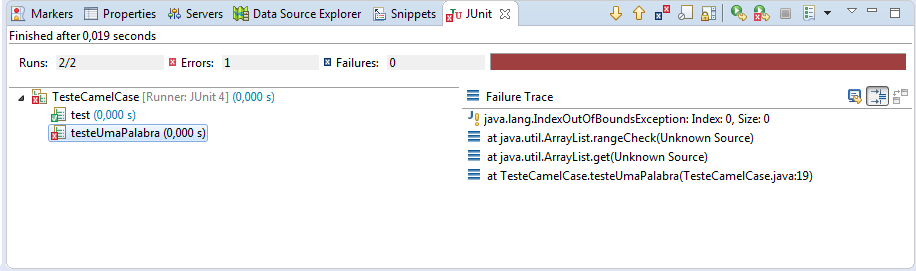 Markers Properties Servers Data Source Explorer Snippets JUnit
Finished after 0,019 seconds
Runs: 2/2 Errors: 1 Failures: 0
TesteCamelCase [Runner: JUnit 4] (0,000 s)
test (0,000 s)
testeUmaPalabra (0,000 s)
Failure Trace
java.lang.IndexOutOfBoundsException: Index: 0, Size: 0
at java.util.ArrayList.rangeCheck(Unknown Source)
at java.util.ArrayList.get(Unknown Source)
at TesteCamelCase.testeUmaPalabra(TesteCamelCase.java:19)